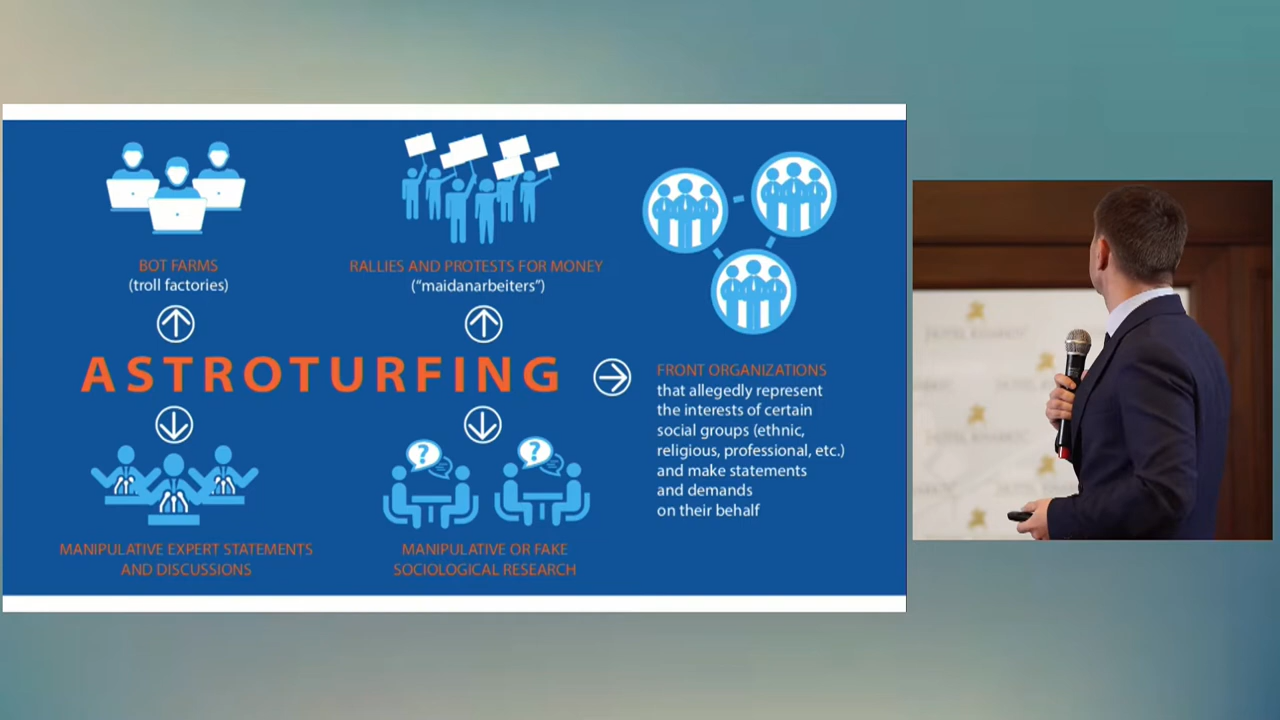 BOT FARMS
(troll factories)
RALLIES AND PROTESTS FOR MONEY
(“maidanarbeiters”)
ASTROTURFING
FRONT ORGANIZATIONS
that allegedly represent
the interests of certain
social groups (ethnic,
religious, professional, etc.)
and make statements
and demands
on their behalf
?
?
MANIPULATIVE EXPERT STATEMENTS
AND DISCUSSIONS
MANIPULATIVE OR FAKE
SOCIOLOGICAL RESEARCH